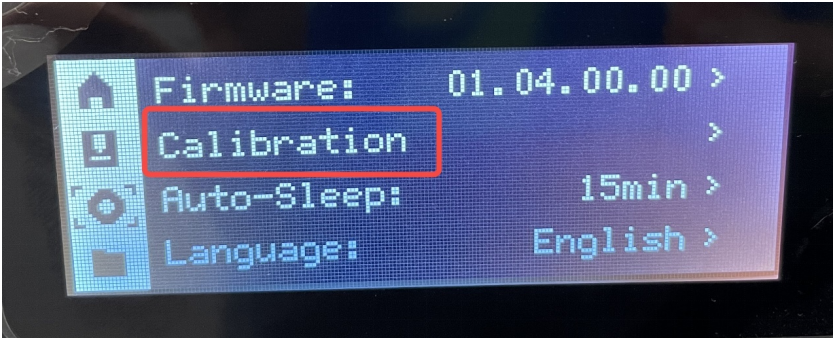 Firmware: 01.04.00.00 >
Calibration >
Auto-Sleep: 15min >
Language: English >